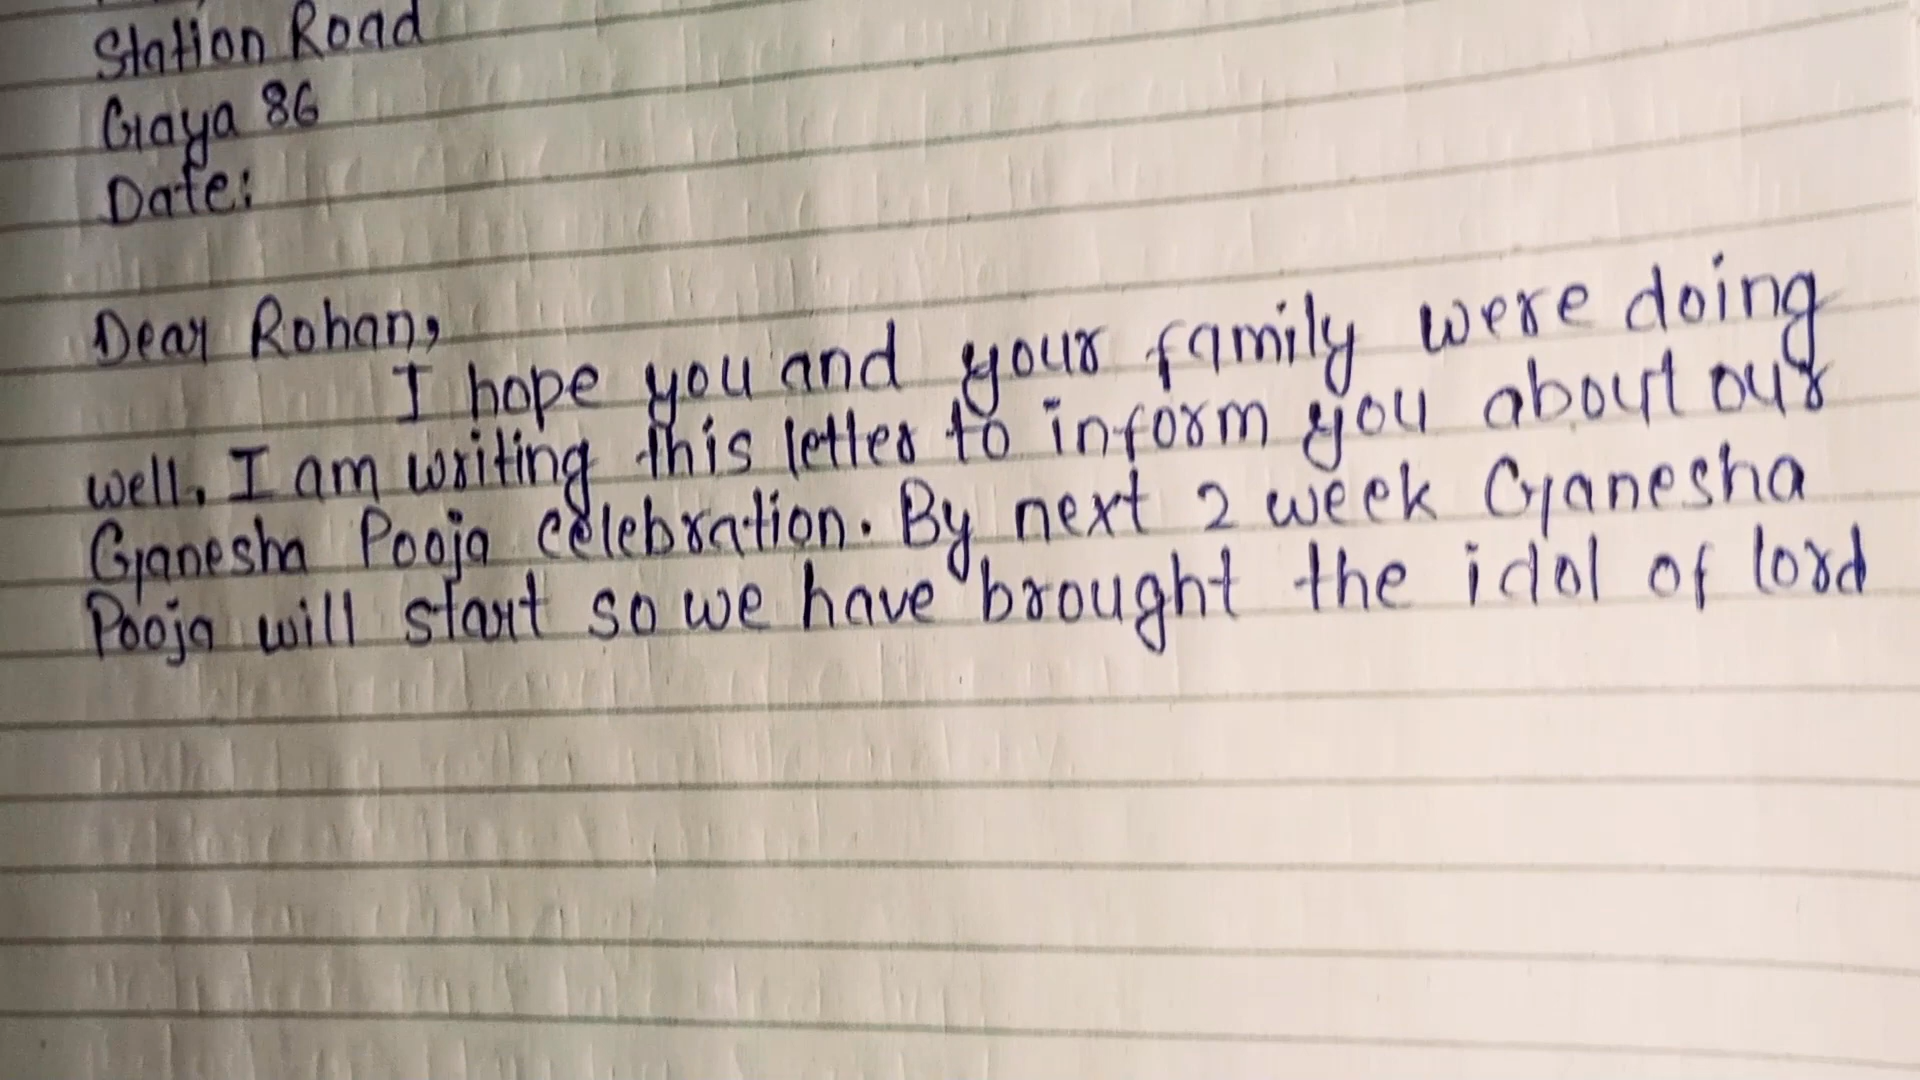 Station Road
Gaya 86
Date:
Dear Rohan,
I hope you and your family were doing
well. I am writing this letter to inform you about our
Ganesha Pooja celebration. By next 2 week Ganesha
Pooja will start so we have brought the idol of lord